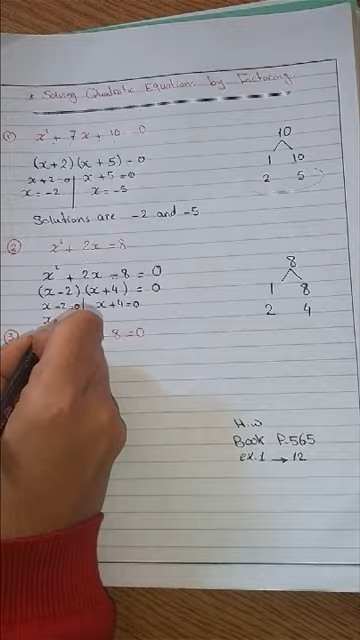 * Solving Quadratic Equations by Factoring
① x² + 7x + 10 = 0
(x+2)(x+5) = 0
x+2=0 | x+5=0
x=-2 | x=-5
Solutions are -2 and -5
10
1 10
2 5
② x² + 2x = 8
x² + 2x - 8 = 0
(x-2)(x+4) = 0
x-2=0 | x+4=0
x
8
1 8
2 4
③ 8=0
H.W
Book P.565
ex.1 → 12